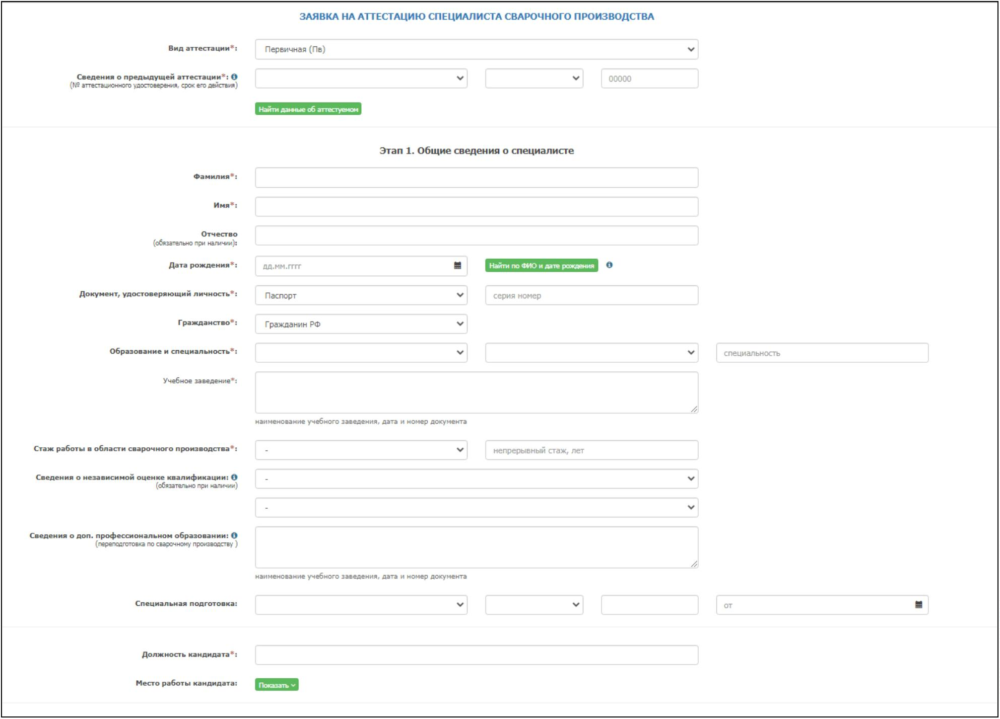 ЗАЯВКА НА АТТЕСТАЦИЮ СПЕЦИАЛИСТА СВАРОЧНОГО ПРОИЗВОДСТВА
Вид аттестации*: Первичная (Пв)
Сведения о предыдущей аттестации*: 00000
(№ аттестационного удостоверения, срок его действия)
Найти данные об аттестуемом
Этап 1. Общие сведения о специалисте
Фамилия*:
Имя*:
Отчество
(обязательно при наличии):
Дата рождения*: дд.мм.гггг Найти по ФИО и дате рождения
Документ, удостоверяющий личность*: Паспорт серия номер
Гражданство*: Гражданин РФ
Образование и специальность*: специальность
Учебное заведение*:
наименование учебного заведения, дата и номер документа
Стаж работы в области сварочного производства*: - непрерывный стаж, лет
Сведения о независимой оценке квалификации: -
(обязательно при наличии)
-
Сведения о доп. профессиональном образовании:
(переподготовка по сварочному производству )
наименование учебного заведения, дата и номер документа
Специальная подготовка: от
Должность кандидата*:
Место работы кандидата: Показать